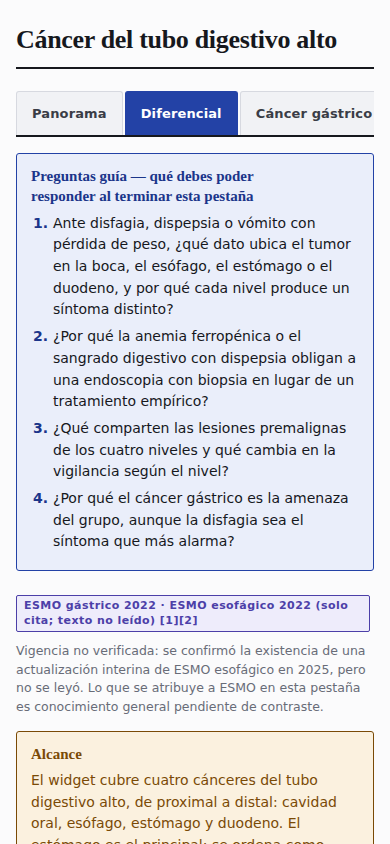 Cáncer del tubo digestivo alto
Panorama
Diferencial
Cáncer gástrico
Preguntas guía — qué debes poder
responder al terminar esta pestaña
1. Ante disfagia, dispepsia o vómito con
pérdida de peso, ¿qué dato ubica el tumor
en la boca, el esófago, el estómago o el
duodeno, y por qué cada nivel produce un
síntoma distinto?
2. ¿Por qué la anemia ferropénica o el
sangrado digestivo con dispepsia obligan a
una endoscopia con biopsia en lugar de un
tratamiento empírico?
3. ¿Qué comparten las lesiones premalignas
de los cuatro niveles y qué cambia en la
vigilancia según el nivel?
4. ¿Por qué el cáncer gástrico es la amenaza
del grupo, aunque la disfagia sea el
síntoma que más alarma?
ESMO gástrico 2022 · ESMO esofágico 2022 (solo
cita; texto no leído) [1][2]
Vigencia no verificada: se confirmó la existencia de una
actualización interina de ESMO esofágico en 2025, pero
no se leyó. Lo que se atribuye a ESMO en esta pestaña
es conocimiento general pendiente de contraste.
Alcance
El widget cubre cuatro cánceres del tubo
digestivo alto, de proximal a distal: cavidad
oral, esófago, estómago y duodeno. El
estómago es el principal; se ordena como